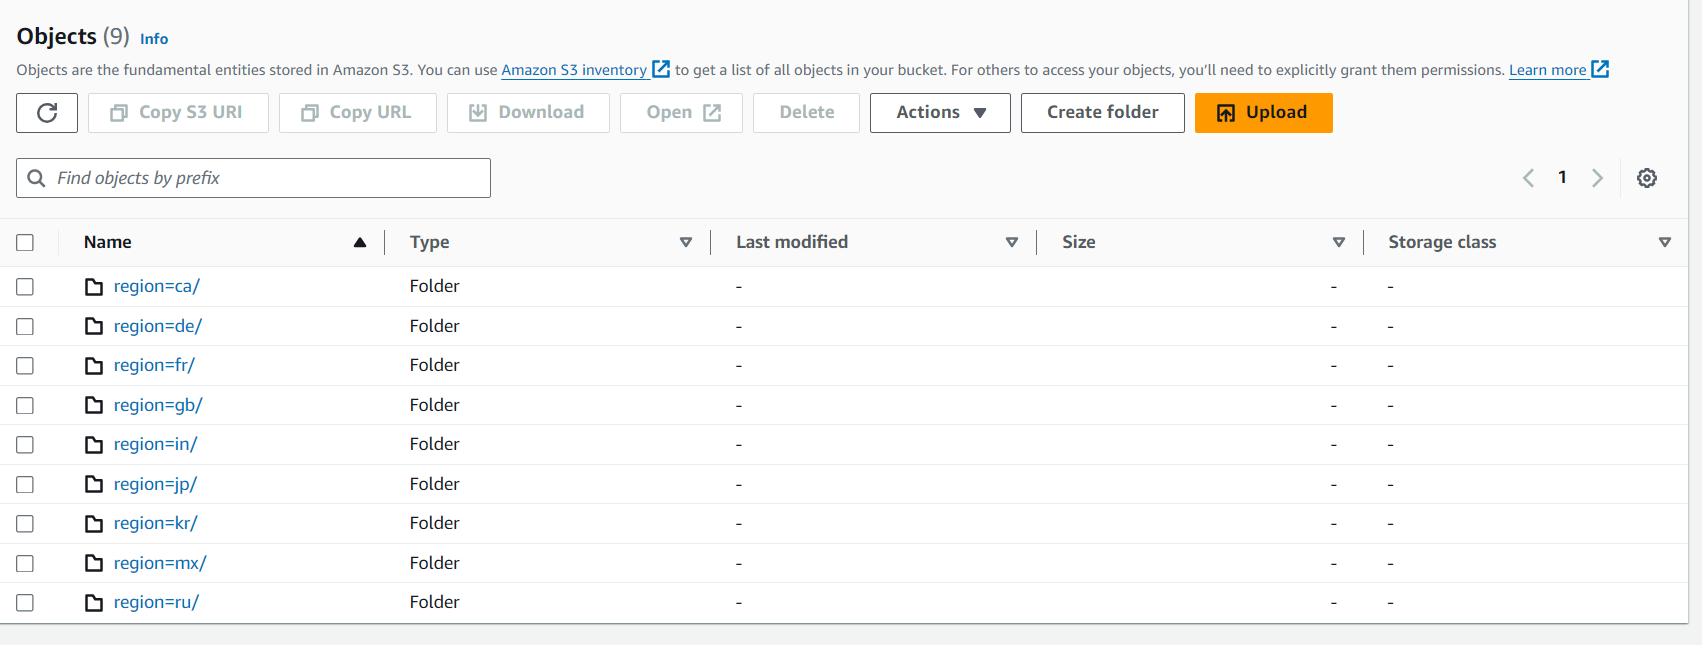 Objects (9) Info
Objects are the fundamental entities stored in Amazon S3. You can use Amazon S3 inventory to get a list of all objects in your bucket. For others to access your objects, you'll need to explicitly grant them permissions. Learn more
Copy S3 URI Copy URL Download Open Delete Actions Create folder Upload
Find objects by prefix 1
Name Type Last modified Size Storage class
region=ca/ Folder - - -
region=de/ Folder - - -
region=fr/ Folder - - -
region=gb/ Folder - - -
region=in/ Folder - - -
region=jp/ Folder - - -
region=kr/ Folder - - -
region=mx/ Folder - - -
region=ru/ Folder - - -